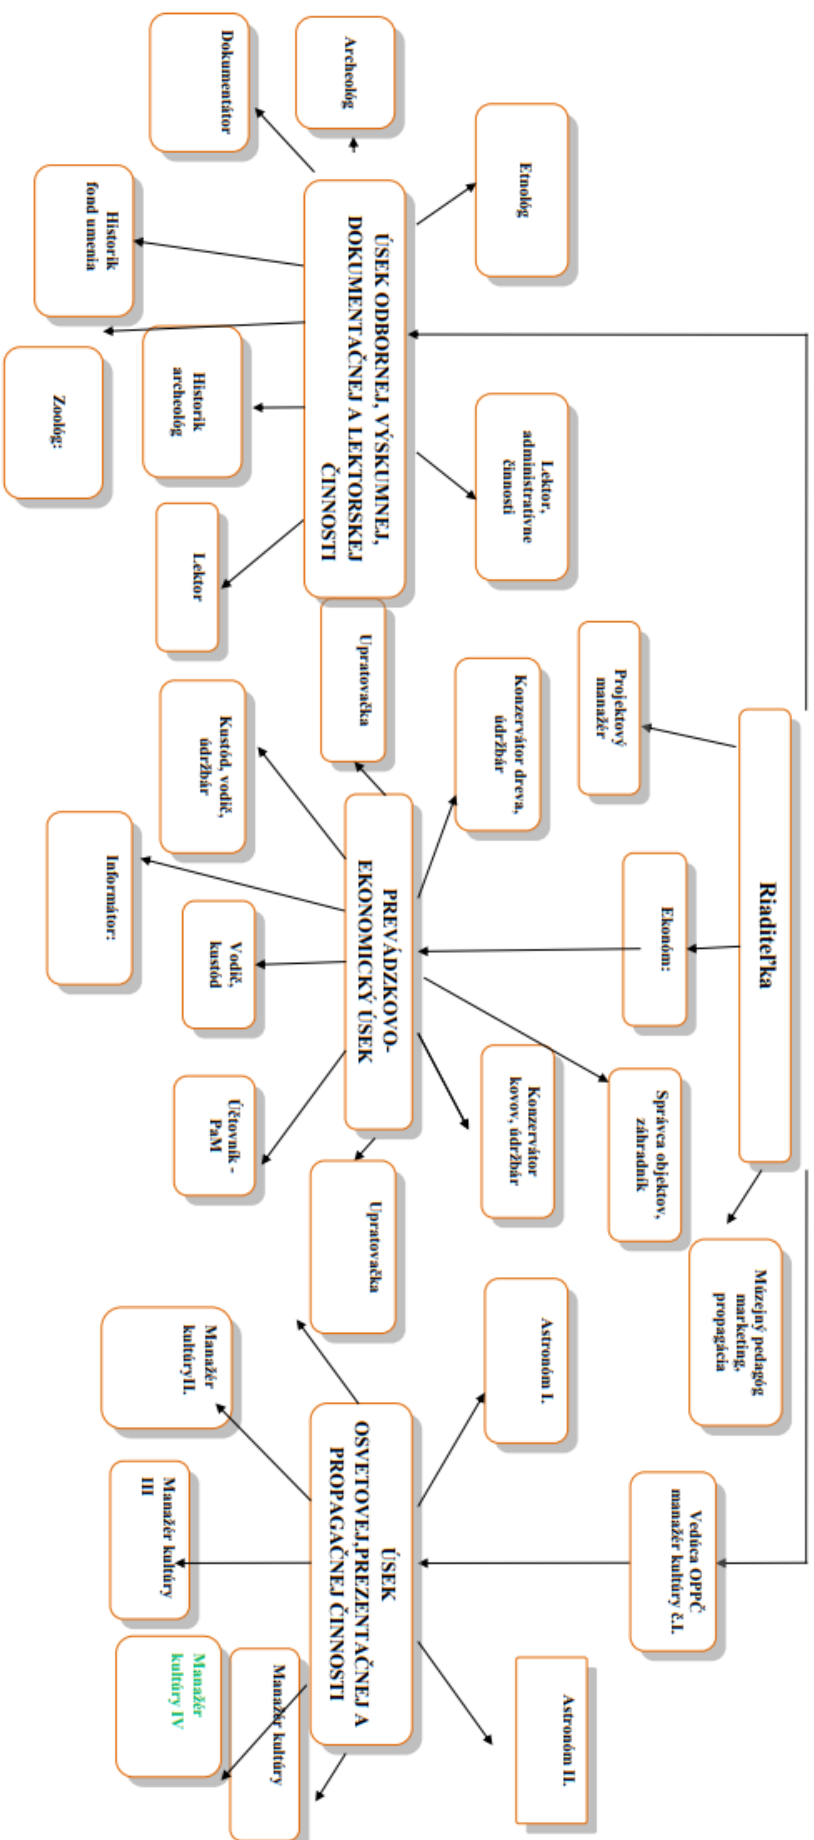 Riaditeľka
Projektový
manažér
Ekonóm:
Správca objektov,
záhradník
Múzejný pedagóg
marketing,
propagácia
Vedúca OPPČ
manažér kultúry č.I.
Etnológ
Lektor,
administratívne
činnosti
Konzervátor dreva,
údržbár
Konzervátor
kovov, údržbár
Astronóm I.
Astronóm II.
Archeológ
ÚSEK ODBORNEJ, VÝSKUMNEJ,
DOKUMENTAČNEJ A LEKTORSKEJ
ČINNOSTI
Upratovačka
PREVÁDZKOVO-
EKONOMICKÝ ÚSEK
Upratovačka
ÚSEK
OSVETOVEJ,PREZENTAČNEJ A
PROPAGAČNEJ ČINNOSTI
Dokumentátor
Historik
fond umenia
Zoológ:
Historik
archeológ
Lektor
Kustód, vodič,
údržbár
Informátor:
Vodič,
kustód
Účtovník -
PaM
Manažér
kultúryII.
Manažér kultúry
III
Manažér
kultúry IV
Manažér kultúry